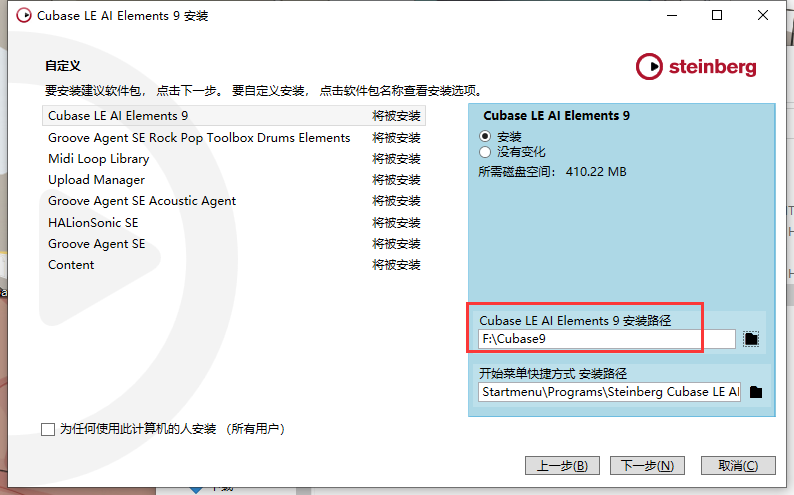 Cubase LE AI Elements 9 安装
steinberg
自定义
要安装建议软件包， 点击下一步。 要自定义安装， 点击软件包名称查看安装选项。
Cubase LE AI Elements 9 将被安装
Groove Agent SE Rock Pop Toolbox Drums Elements 将被安装
Midi Loop Library 将被安装
Upload Manager 将被安装
Groove Agent SE Acoustic Agent 将被安装
HALionSonic SE 将被安装
Groove Agent SE 将被安装
Content 将被安装
Cubase LE AI Elements 9
安装
没有变化
所需磁盘空间： 410.22 MB
Cubase LE AI Elements 9 安装路径
F:\Cubase9
开始菜单快捷方式 安装路径
Startmenu\Programs\Steinberg Cubase LE AI
为任何使用此计算机的人安装 （所有用户）
上一步(B) 下一步(N) 取消(C)